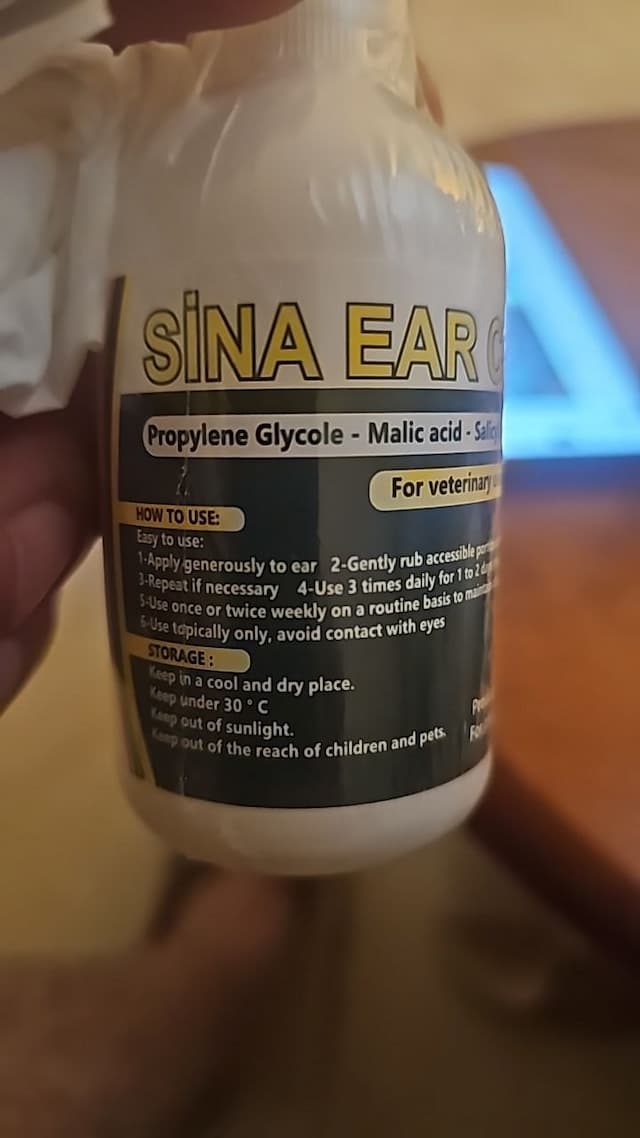 SİNA EAR
Propylene Glycole - Malic acid -
For veterinary
HOW TO USE:
Easy to use:
1-Apply generously to ear 2-Gently rub accessible
3-Repeat if necessary 4-Use 3 times daily for 1 to 2
5-Use once or twice weekly on a routine basis to
6-Use topically only, avoid contact with eyes
STORAGE :
Keep in a cool and dry place.
Keep under 30 ° C
Keep out of sunlight.
Keep out of the reach of children and pets.